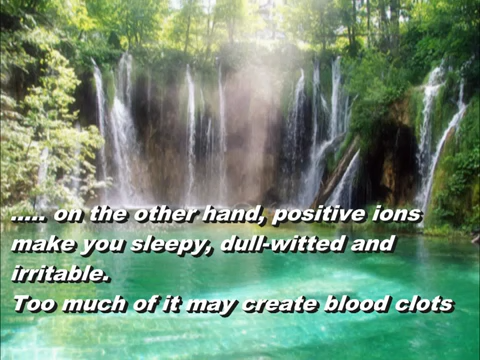 ..... on the other hand, positive ions
make you sleepy, dull-witted and
irritable.
Too much of it may create blood clots